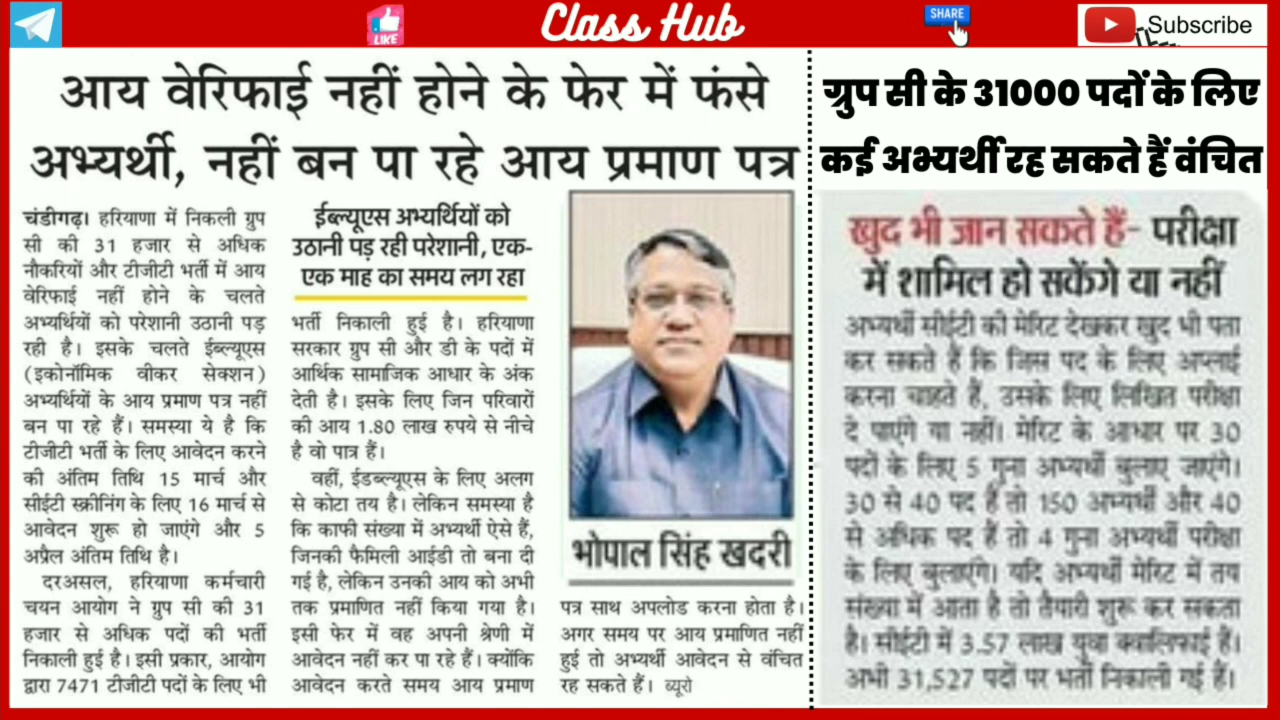 Class Hub
LIKE
SHARE
Subscribe
आय वेरिफाई नहीं होने के फेर में फंसे
अभ्यर्थी, नहीं बन पा रहे आय प्रमाण पत्र
चंडीगढ़। हरियाणा में निकली ग्रुप
सी की 31 हजार से अधिक
नौकरियों और टीजीटी भर्ती में आय
वेरिफाई नहीं होने के चलते
अभ्यर्थियों को परेशानी उठानी पड़
रही है। इसके चलते ईब्ल्यूएस
(इकोनॉमिक वीकर सेक्शन)
अभ्यर्थियों के आय प्रमाण पत्र नहीं
बन पा रहे हैं। समस्या ये है कि
टीजीटी भर्ती के लिए आवेदन करने
की अंतिम तिथि 15 मार्च और
सीईटी स्क्रीनिंग के लिए 16 मार्च से
आवेदन शुरू हो जाएंगे और 5
अप्रैल अंतिम तिथि है।
दरअसल, हरियाणा कर्मचारी
चयन आयोग ने ग्रुप सी की 31
हजार से अधिक पदों की भर्ती
निकाली हुई है। इसी प्रकार, आयोग
द्वारा 7471 टीजीटी पदों के लिए भी
ईब्ल्यूएस अभ्यर्थियों को
उठानी पड़ रही परेशानी, एक-
एक माह का समय लग रहा
भर्ती निकाली हुई है। हरियाणा
सरकार ग्रुप सी और डी के पदों में
आर्थिक सामाजिक आधार के अंक
देती है। इसके लिए जिन परिवारों
की आय 1.80 लाख रुपये से नीचे
है वो पात्र हैं।
वहीं, ईडब्ल्यूएस के लिए अलग
से कोटा तय है। लेकिन समस्या है
कि काफी संख्या में अभ्यर्थी ऐसे हैं,
जिनकी फैमिली आईडी तो बना दी
गई है, लेकिन उनकी आय को अभी
तक प्रमाणित नहीं किया गया है।
इसी फेर में वह अपनी श्रेणी में
आवेदन नहीं कर पा रहे हैं। क्योंकि
आवेदन करते समय आय प्रमाण
भोपाल सिंह खदरी
पत्र साथ अपलोड करना होता है।
अगर समय पर आय प्रमाणित नहीं
हुई तो अभ्यर्थी आवेदन से वंचित
रह सकते हैं। ब्यूरो
ग्रुप सी के 31000 पदों के लिए
कई अभ्यर्थी रह सकते हैं वंचित
खुद भी जान सकते हैं- परीक्षा
में शामिल हो सकेंगे या नहीं
अभ्यर्थी सीईटी की मेरिट देखकर खुद भी पता
कर सकते हैं कि जिस पद के लिए अप्लाई
करना चाहते हैं, उसके लिए लिखित परीक्षा
दे पाएंगे या नहीं। मेरिट के आधार पर 30
पदों के लिए 5 गुना अभ्यर्थी बुलाए जाएंगे।
30 से 40 पद हैं तो 150 अभ्यर्थी और 40
से अधिक पद हैं तो 4 गुना अभ्यर्थी परीक्षा
के लिए बुलाएंगे। यदि अभ्यर्थी मेरिट में तय
संख्या में आता है तो तैयारी शुरू कर सकता
है। सीईटी में 3.57 लाख युवा क्वालिफाई हैं।
अभी 31,527 पदों पर भर्ती निकाली गई हैं।